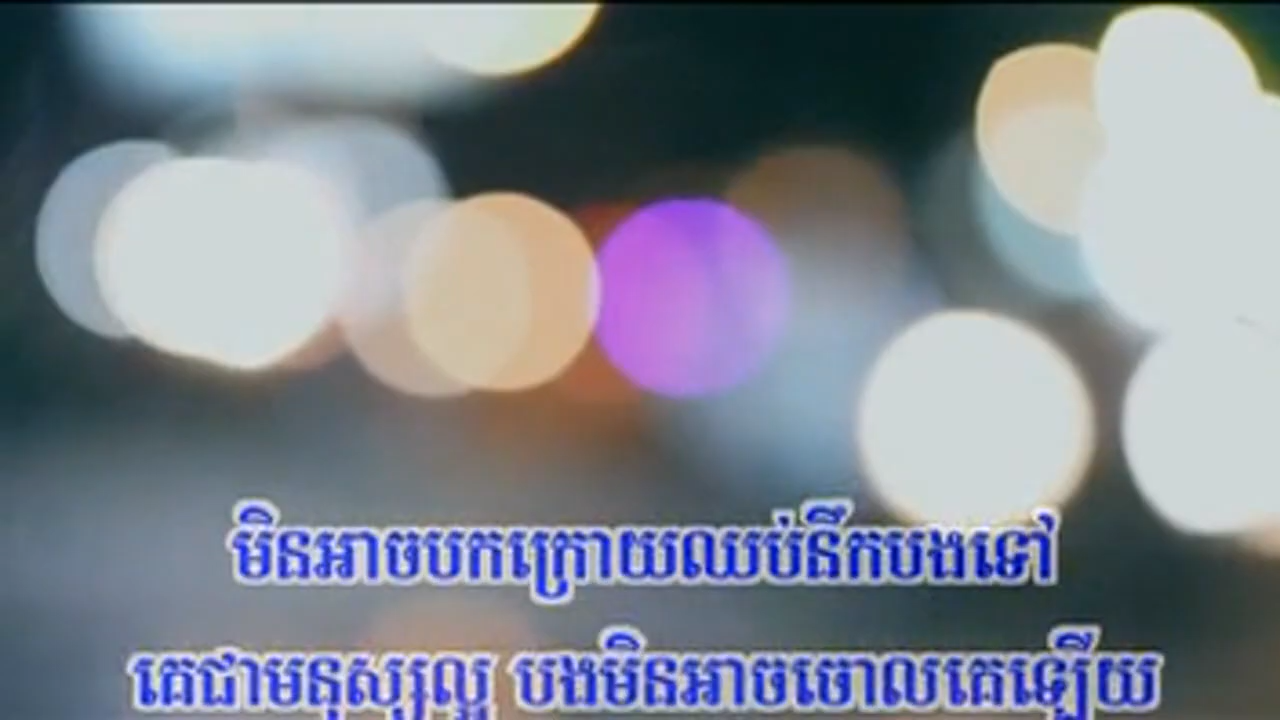 មិនអាចបកក្រោយឈប់នឹកបងទៅ
គេជាមនុស្សល្អ បងមិនអាចចោលគេឡើយ